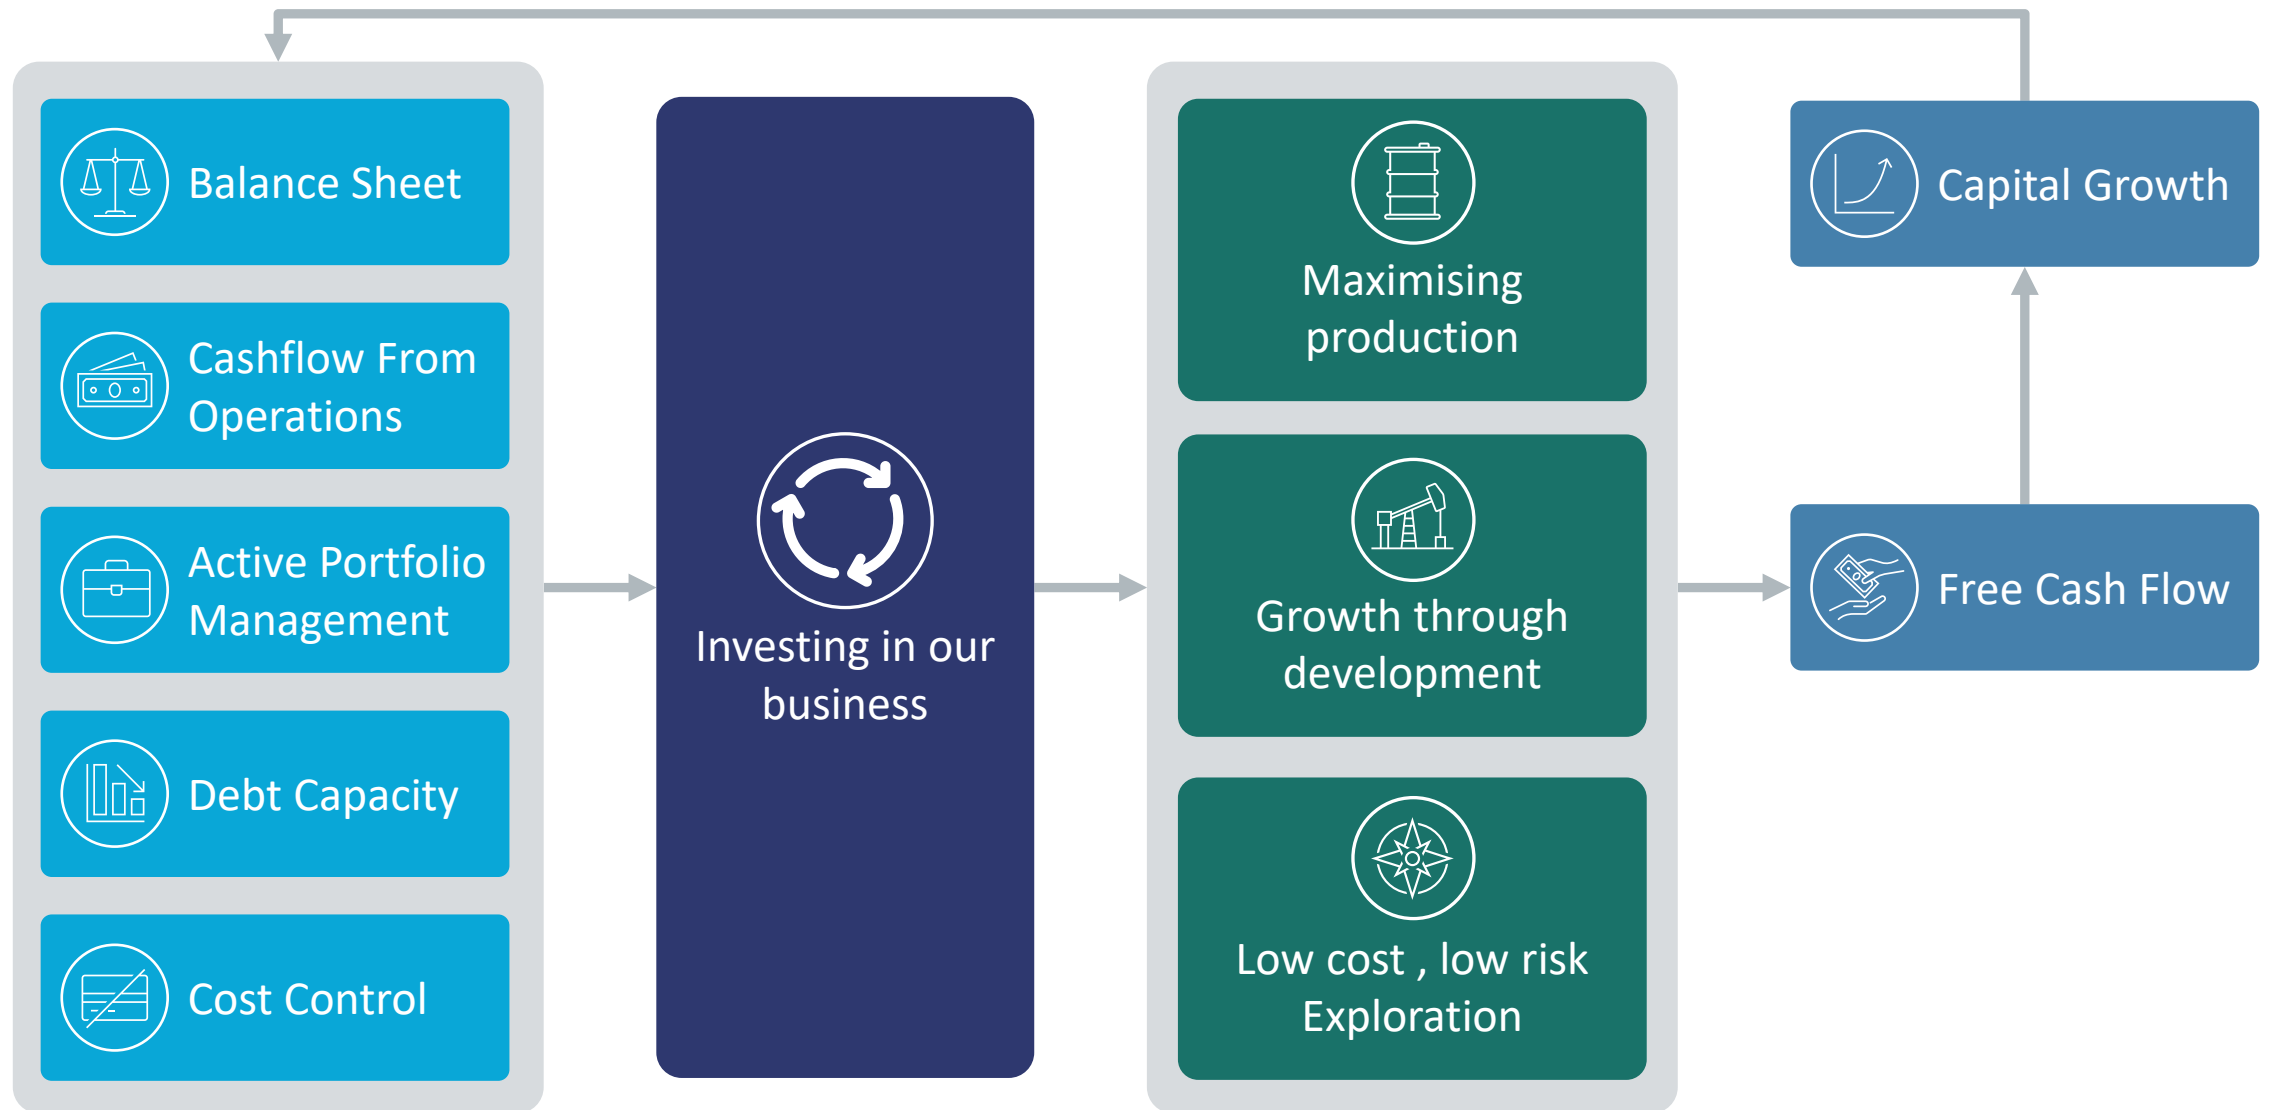 Balance Sheet
Cashflow From
Operations
Active Portfolio
Management
Debt Capacity
Cost Control
Investing in our
business
Maximising
production
Growth through
development
Low cost , low risk
Exploration
Capital Growth
Free Cash Flow